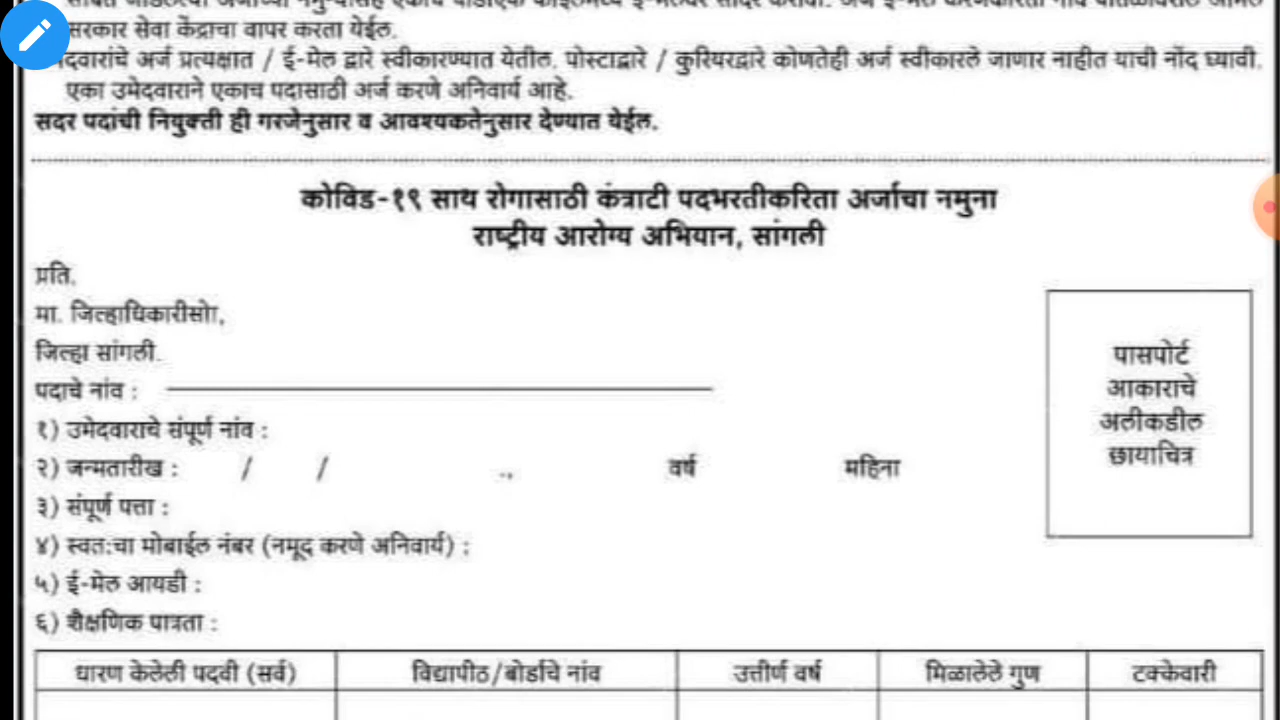 सरकार सेवा केंद्राचा वापर करता येईल.
दवारांचे अर्ज प्रत्यक्षात / ई-मेल द्वारे स्वीकारण्यात येतील. पोस्टाद्वारे / कुरियरद्वारे कोणतेही अर्ज स्वीकारले जाणार नाहीत याची नोंद घ्यावी.
एका उमेदवाराने एकाच पदासाठी अर्ज करणे अनिवार्य आहे.
सदर पदांची नियुक्ती ही गरजेनुसार व आवश्यकतेनुसार देण्यात येईल.
कोविड-१९ साथ रोगासाठी कंत्राटी पदभरतीकरिता अर्जाचा नमुना
राष्ट्रीय आरोग्य अभियान, सांगली
प्रति,
मा. जिल्हाधिकारीसाो,
जिल्हा सांगली.
पदाचे नांव :
१) उमेदवाराचे संपूर्ण नांव :
२) जन्मतारीख : / / ., वर्ष महिना
३) संपूर्ण पत्ता :
४) स्वत:चा मोबाईल नंबर (नमूद करणे अनिवार्य) :
५) ई-मेल आयडी :
६) शैक्षणिक पात्रता :
पासपोर्ट
आकाराचे
अलीकडील
छायाचित्र
धारण केलेली पदवी (सर्व) विद्यापीठ/बोर्डाचे नांव उत्तीर्ण वर्ष मिळालेले गुण टक्केवारी